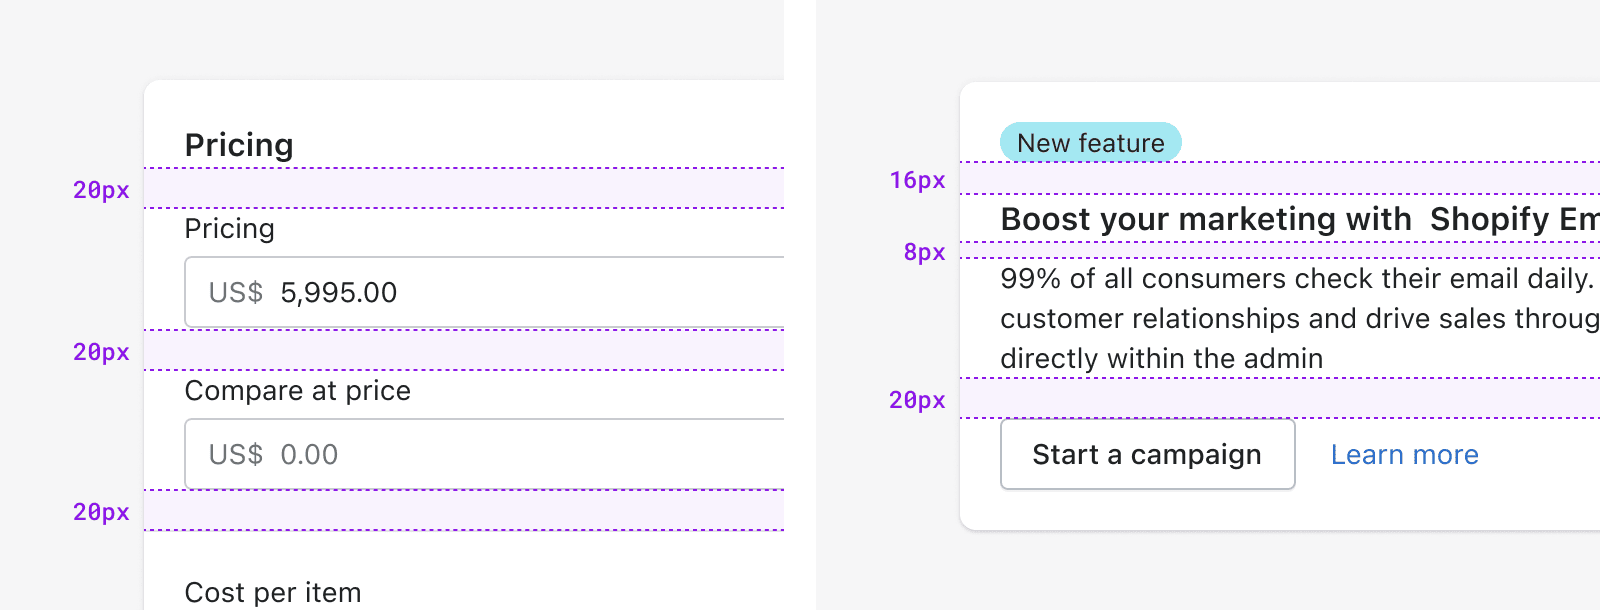 Pricing
20px
Pricing
US$ 5,995.00
20px
Compare at price
US$ 0.00
20px
Cost per item
New feature
16px
Boost your marketing with Shopify Em
8px
99% of all consumers check their email daily.
customer relationships and drive sales throug
directly within the admin
20px
Start a campaign Learn more